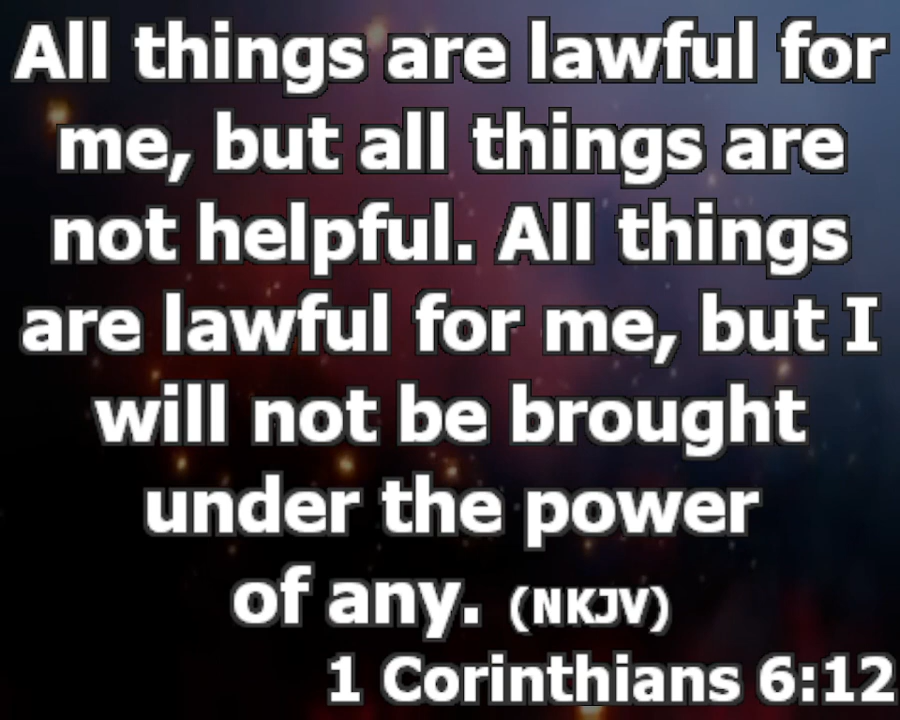 All things are lawful for
me, but all things are
not helpful. All things
are lawful for me, but I
will not be brought
under the power
of any. (NKJV)
1 Corinthians 6:12